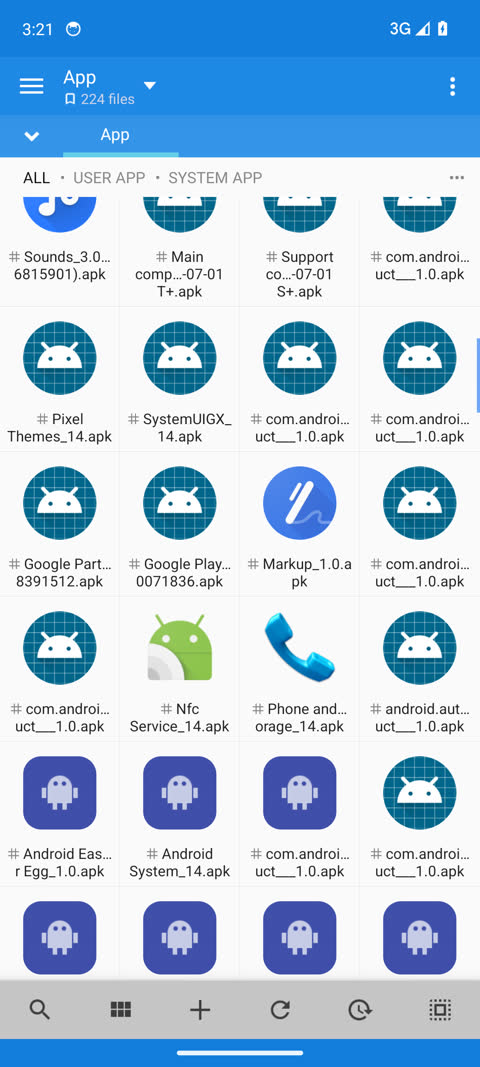 3:21
3G
App
224 files
App
ALL • USER APP • SYSTEM APP
# Sounds_3.0…
6815901).apk
# Main
comp…-07-01
T+.apk
# Support
co…-07-01
S+.apk
# com.androi…
uct___1.0.apk
# Pixel
Themes_14.apk
# SystemUIGX_
14.apk
# com.androi…
uct___1.0.apk
# com.androi…
uct___1.0.apk
# Google Part…
8391512.apk
# Google Play…
0071836.apk
# Markup_1.0.a
pk
# com.androi…
uct___1.0.apk
# com.androi…
uct___1.0.apk
# Nfc
Service_14.apk
# Phone and…
orage_14.apk
# android.aut…
uct___1.0.apk
# Android Eas…
r Egg_1.0.apk
# Android
System_14.apk
# com.androi…
uct___1.0.apk
# com.androi…
uct___1.0.apk